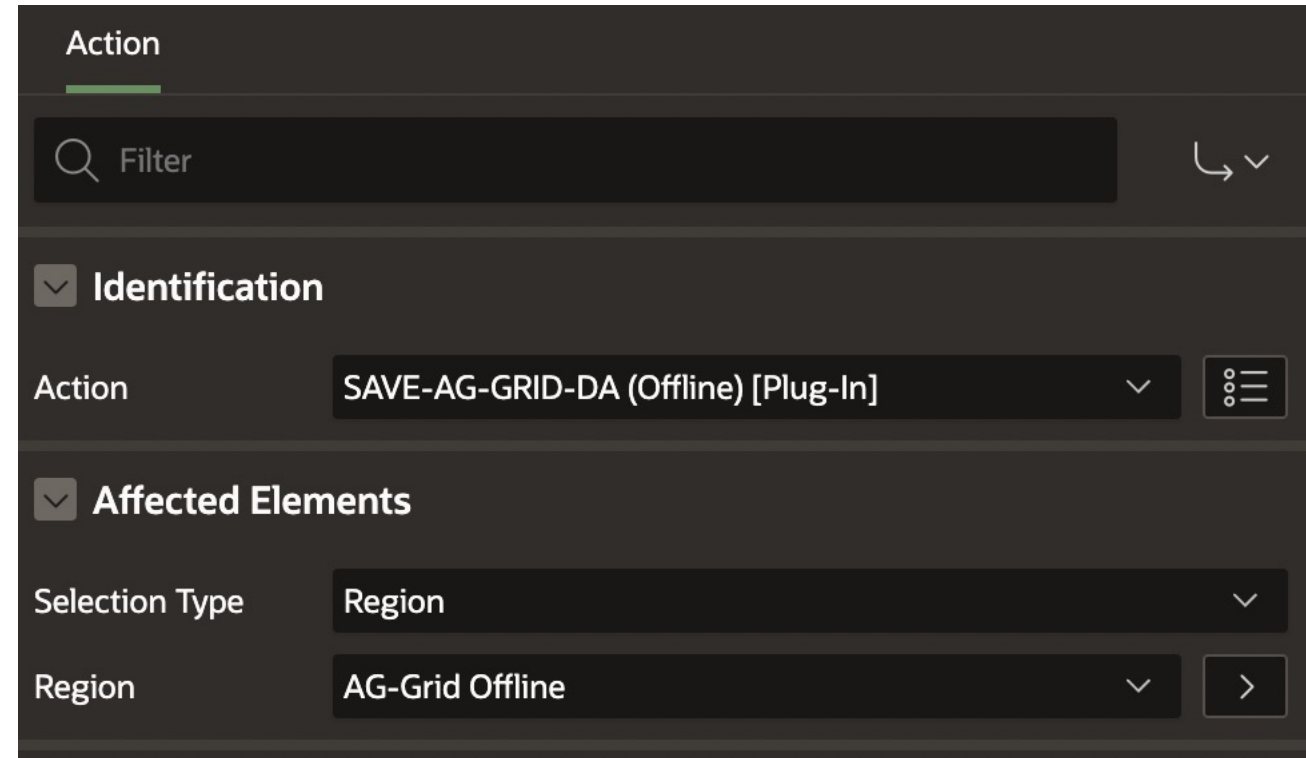 Action
Filter
Identification
Action SAVE-AG-GRID-DA (Offline) [Plug-In]
Affected Elements
Selection Type Region
Region AG-Grid Offline